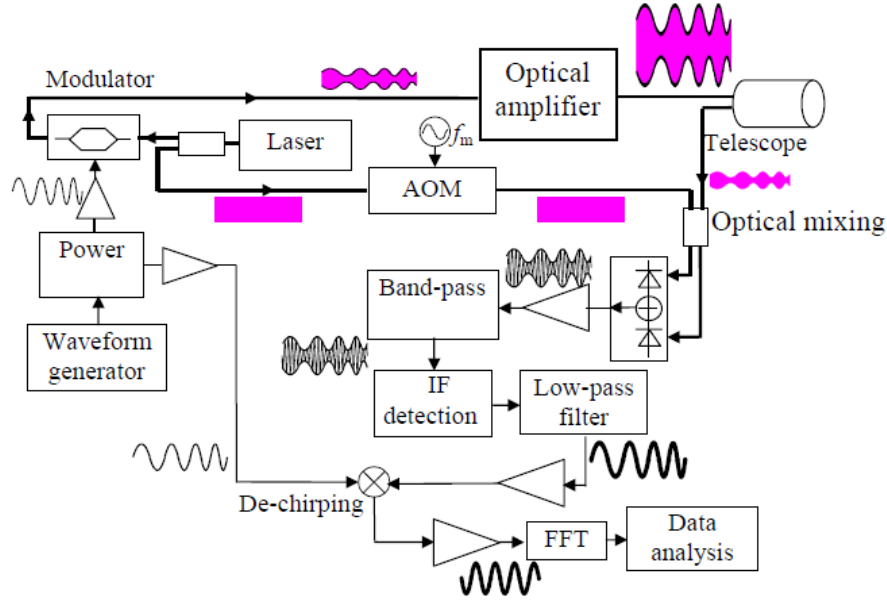 Modulator
Optical
amplifier
Telescope
Laser
fm
AOM
Optical mixing
Power
Band-pass
Waveform
generator
IF
detection
Low-pass
filter
De-chirping
FFT
Data
analysis